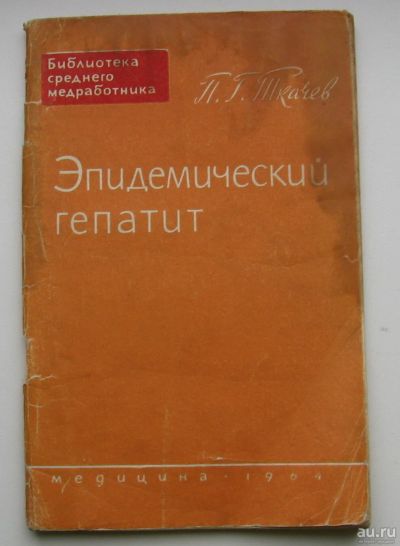 Библиотека
среднего
медработника
П. Г. Ткачев
Эпидемический
гепатит
медицина · 1964
au.ru